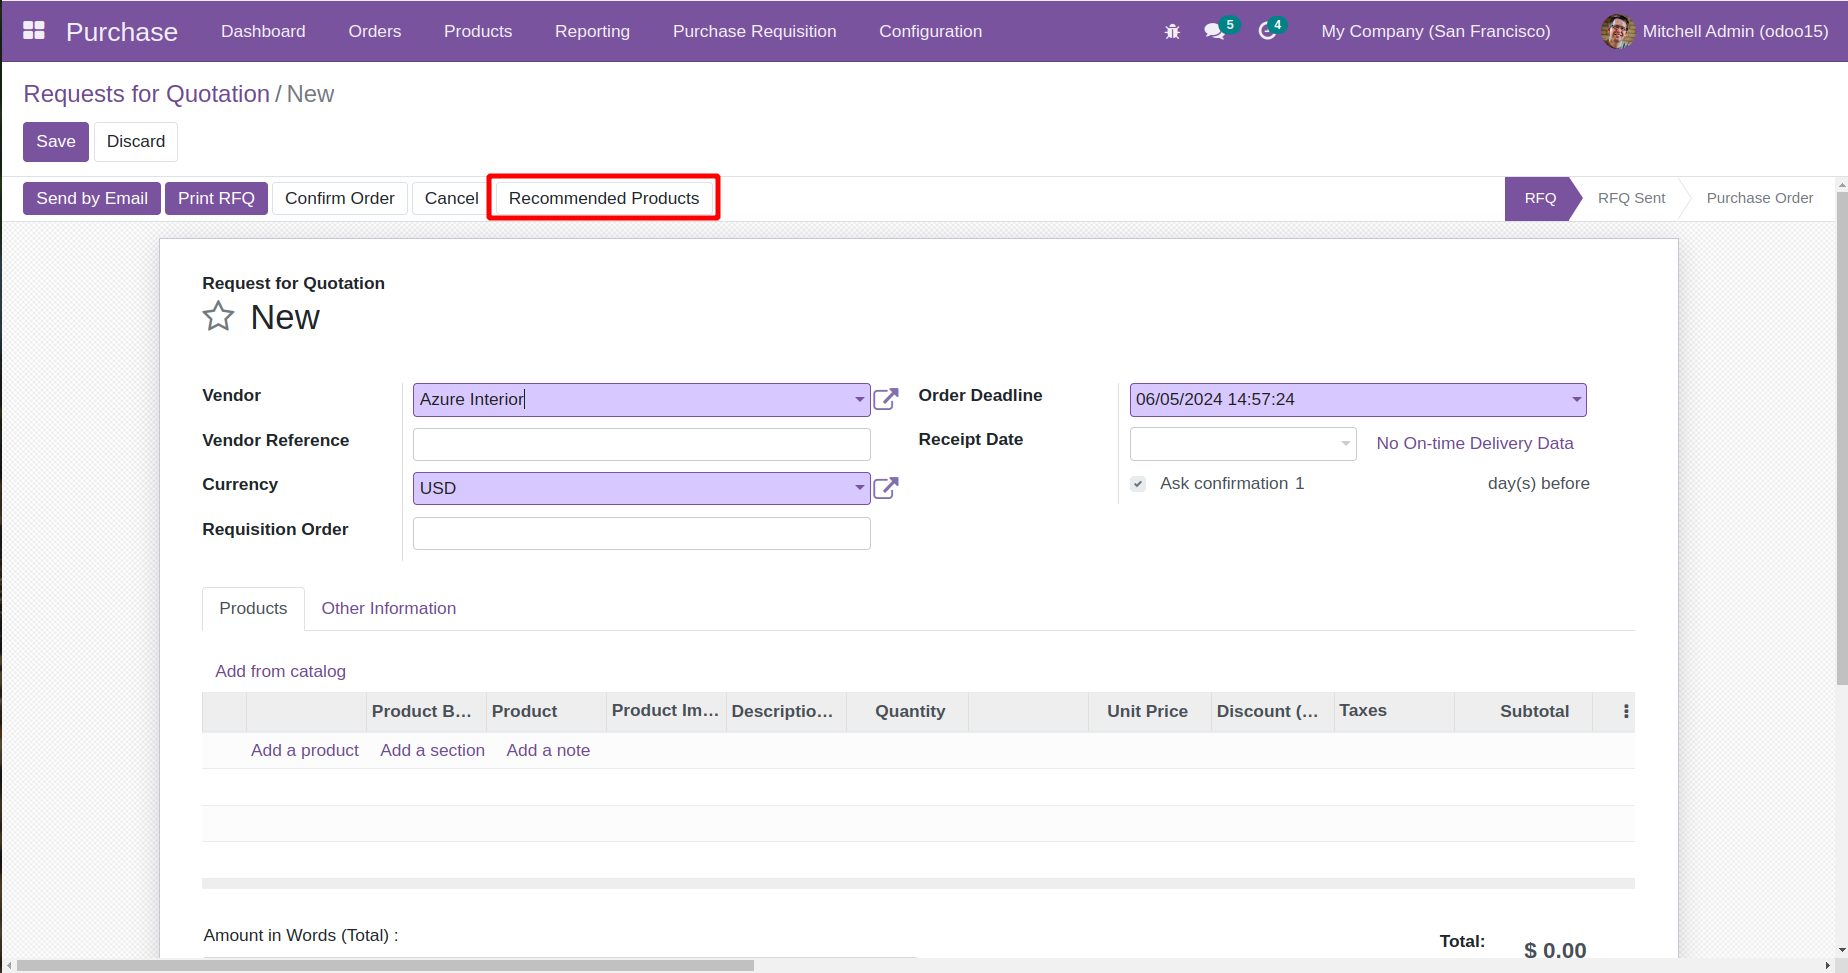 Purchase Dashboard Orders Products Reporting Purchase Requisition Configuration 5 4 My Company (San Francisco) Mitchell Admin (odoo15)
Requests for Quotation / New
Save Discard
Send by Email Print RFQ Confirm Order Cancel Recommended Products RFQ RFQ Sent Purchase Order
Request for Quotation
New
Vendor Azure Interior Order Deadline 06/05/2024 14:57:24
Vendor Reference Receipt Date No On-time Delivery Data
Currency USD Ask confirmation 1 day(s) before
Requisition Order
Products Other Information
Add from catalog
Product B... Product Product Im... Descriptio... Quantity Unit Price Discount (... Taxes Subtotal
Add a product Add a section Add a note
Amount in Words (Total) : Total: $ 0.00